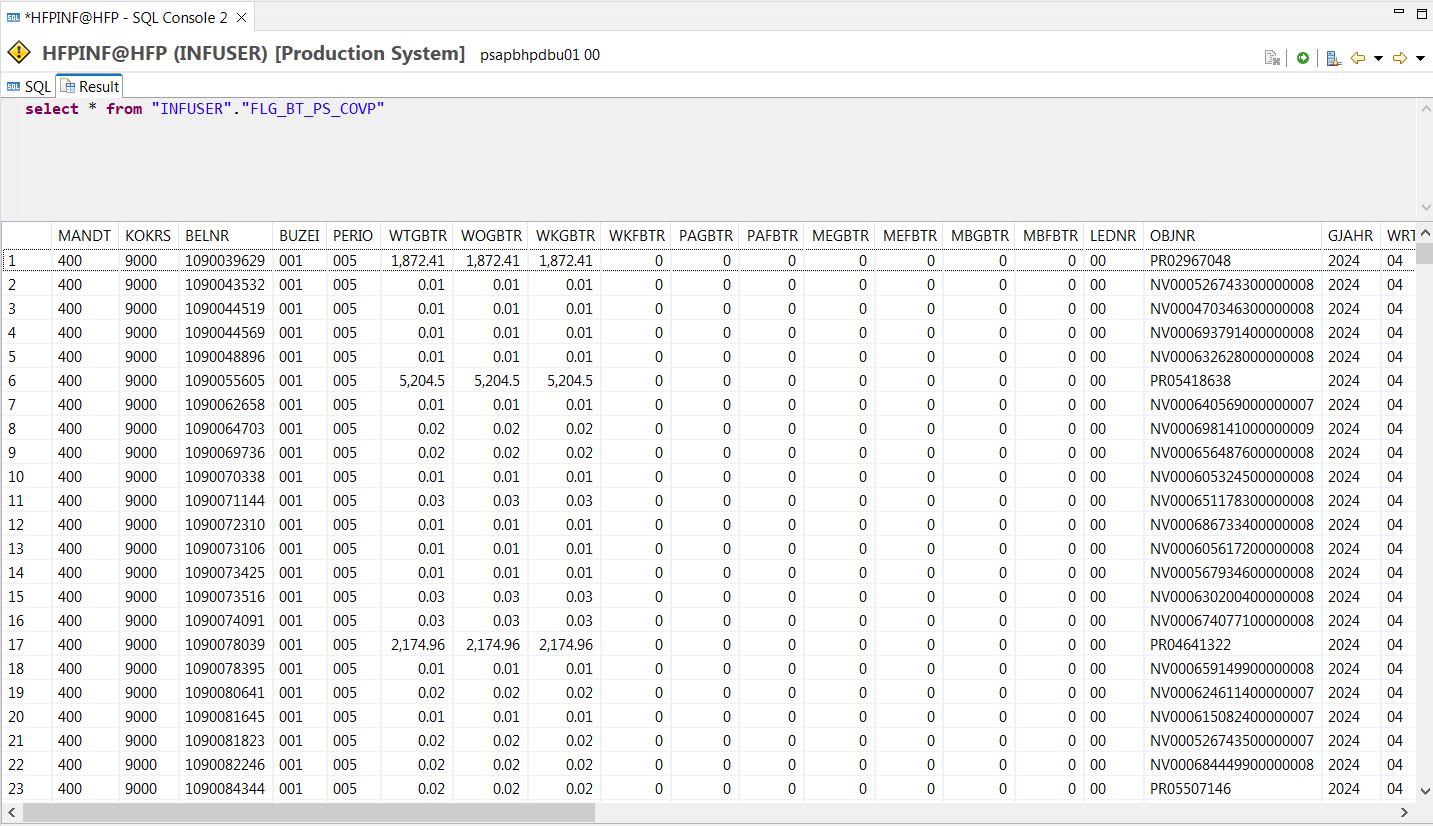 *HFPINF@HFP - SQL Console 2
HFPINF@HFP (INFUSER) [Production System] psapbhpdbu01 00
SQL Result
select * from "INFUSER"."FLG_BT_PS_COVP"
MANDT KOKRS BELNR BUZEI PERIO WTGBTR WOGBTR WKGBTR WKFBTR PAGBTR PAFBTR MEGBTR MEFBTR MBGBTR MBFBTR LEDNR OBJNR GJAHR WRT
1 400 9000 1090039629 001 005 1,872.41 1,872.41 1,872.41 0 0 0 0 0 0 0 00 PR02967048 2024 04
2 400 9000 1090043532 001 005 0.01 0.01 0.01 0 0 0 0 0 0 0 00 NV000526743300000008 2024 04
3 400 9000 1090044519 001 005 0.01 0.01 0.01 0 0 0 0 0 0 0 00 NV000470346300000008 2024 04
4 400 9000 1090044569 001 005 0.01 0.01 0.01 0 0 0 0 0 0 0 00 NV000693791400000008 2024 04
5 400 9000 1090048896 001 005 0.01 0.01 0.01 0 0 0 0 0 0 0 00 NV000632628000000008 2024 04
6 400 9000 1090055605 001 005 5,204.5 5,204.5 5,204.5 0 0 0 0 0 0 0 00 PR05418638 2024 04
7 400 9000 1090062658 001 005 0.01 0.01 0.01 0 0 0 0 0 0 0 00 NV000640569000000007 2024 04
8 400 9000 1090064703 001 005 0.02 0.02 0.02 0 0 0 0 0 0 0 00 NV000698141000000009 2024 04
9 400 9000 1090069736 001 005 0.02 0.02 0.02 0 0 0 0 0 0 0 00 NV000656487600000008 2024 04
10 400 9000 1090070338 001 005 0.01 0.01 0.01 0 0 0 0 0 0 0 00 NV000605324500000008 2024 04
11 400 9000 1090071144 001 005 0.03 0.03 0.03 0 0 0 0 0 0 0 00 NV000651178300000008 2024 04
12 400 9000 1090072310 001 005 0.01 0.01 0.01 0 0 0 0 0 0 0 00 NV000686733400000008 2024 04
13 400 9000 1090073106 001 005 0.01 0.01 0.01 0 0 0 0 0 0 0 00 NV000605617200000008 2024 04
14 400 9000 1090073425 001 005 0.01 0.01 0.01 0 0 0 0 0 0 0 00 NV000567934600000008 2024 04
15 400 9000 1090073516 001 005 0.03 0.03 0.03 0 0 0 0 0 0 0 00 NV000630200400000008 2024 04
16 400 9000 1090074091 001 005 0.03 0.03 0.03 0 0 0 0 0 0 0 00 NV000674077100000008 2024 04
17 400 9000 1090078039 001 005 2,174.96 2,174.96 2,174.96 0 0 0 0 0 0 0 00 PR04641322 2024 04
18 400 9000 1090078395 001 005 0.01 0.01 0.01 0 0 0 0 0 0 0 00 NV000659149900000008 2024 04
19 400 9000 1090080641 001 005 0.02 0.02 0.02 0 0 0 0 0 0 0 00 NV000624611400000007 2024 04
20 400 9000 1090081645 001 005 0.01 0.01 0.01 0 0 0 0 0 0 0 00 NV000615082400000007 2024 04
21 400 9000 1090081823 001 005 0.02 0.02 0.02 0 0 0 0 0 0 0 00 NV000526743500000007 2024 04
22 400 9000 1090082246 001 005 0.02 0.02 0.02 0 0 0 0 0 0 0 00 NV000684449900000008 2024 04
23 400 9000 1090084344 001 005 0.02 0.02 0.02 0 0 0 0 0 0 0 00 PR05507146 2024 04